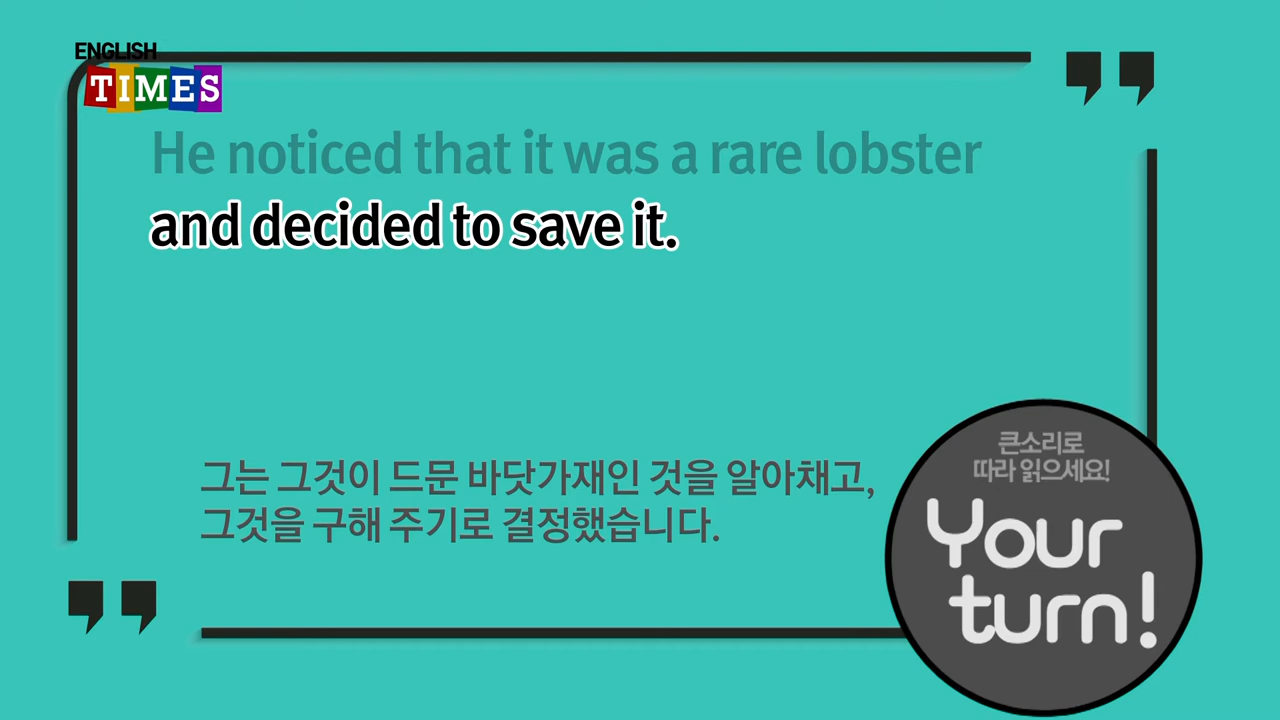 ENGLISH
TIMES
He noticed that it was a rare lobster
and decided to save it.
그는 그것이 드문 바닷가재인 것을 알아채고,
그것을 구해 주기로 결정했습니다.
큰소리로
따라 읽으세요!
Your
turn!